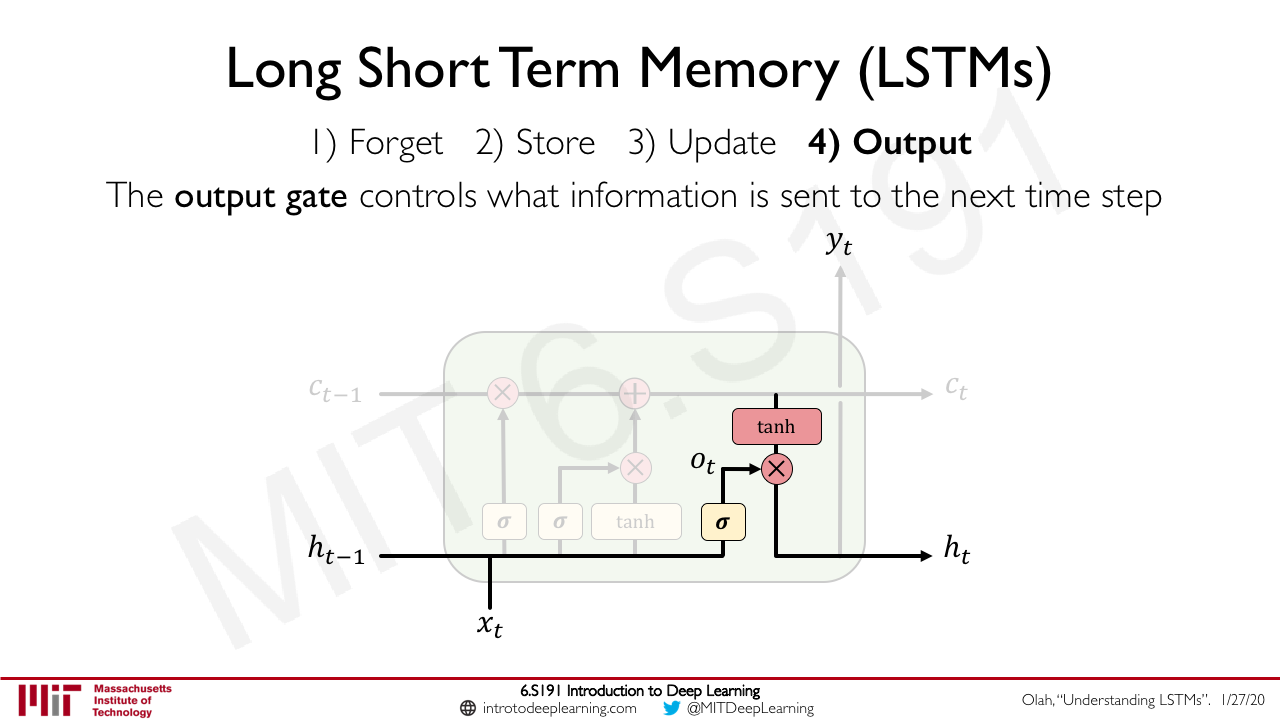 Long Short Term Memory (LSTMs)
1) Forget 2) Store 3) Update 4) Output
The output gate controls what information is sent to the next time step
y_t
c_{t−1}
c_t
tanh
o_t
σ σ tanh σ
h_{t−1}
h_t
x_t
MIT 6.S191
Massachusetts
Institute of
Technology
6.S191 Introduction to Deep Learning
introtodeeplearning.com @MITDeepLearning
Olah, “Understanding LSTMs”. 1/27/20